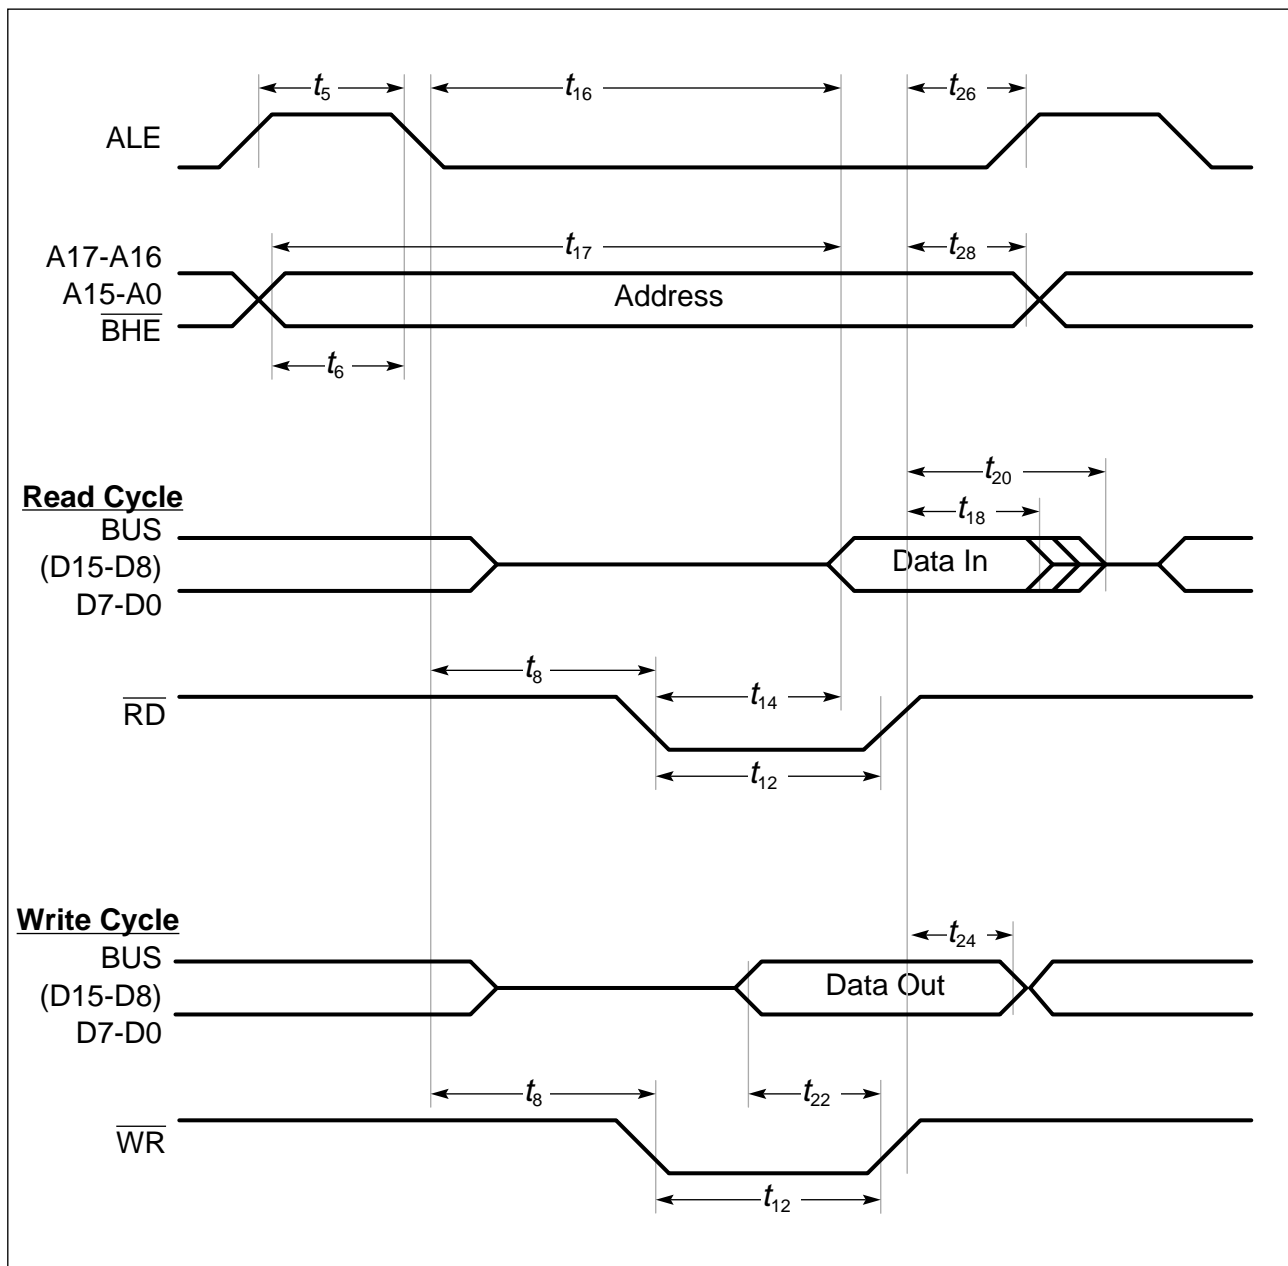 t5 t16 t26
ALE
t17 t28
A17-A16
A15-A0 Address
BHE
t6
t20
Read Cycle
t18
BUS
(D15-D8) Data In
D7-D0
t8
t14
RD
t12
Write Cycle
t24
BUS
(D15-D8) Data Out
D7-D0
t8 t22
WR
t12